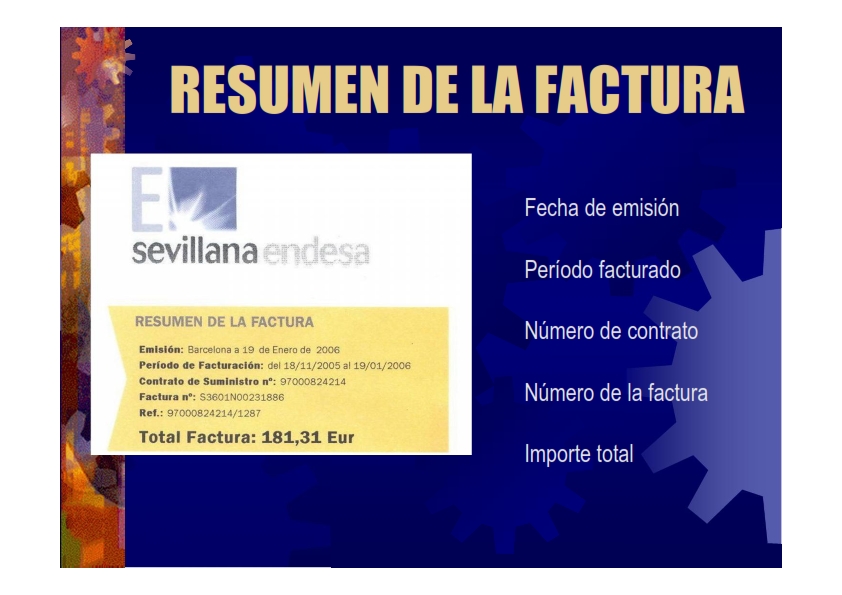 RESUMEN DE LA FACTURA
E
sevillana endesa
RESUMEN DE LA FACTURA
Emisión: Barcelona a 19 de Enero de 2006
Período de Facturación: del 18/11/2005 al 19/01/2006
Contrato de Suministro nº: 97000824214
Factura nº: S3601N00231886
Ref.: 97000824214/1287
Total Factura: 181,31 Eur
Fecha de emisión
Período facturado
Número de contrato
Número de la factura
Importe total